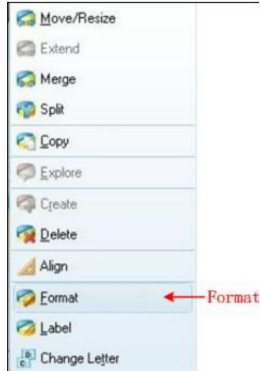 Move/Resize
Extend
Merge
Split
Copy
Explore
Create
Delete
Align
Format Format
Label
Change Letter